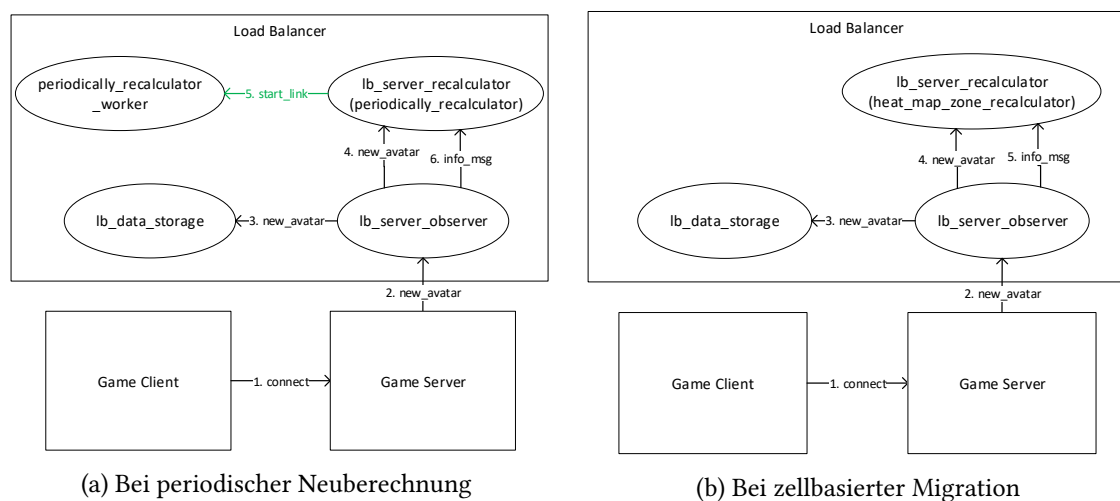 Load Balancer
periodically_recalculator
_worker
5. start_link
lb_server_recalculator
(periodically_recalculator)
4. new_avatar
6. info_msg
lb_data_storage
3. new_avatar
lb_server_observer
2. new_avatar
Game Client
1. connect
Game Server
(a) Bei periodischer Neuberechnung
Load Balancer
lb_server_recalculator
(heat_map_zone_recalculator)
4. new_avatar
5. info_msg
lb_data_storage
3. new_avatar
lb_server_observer
2. new_avatar
Game Client
1. connect
Game Server
(b) Bei zellbasierter Migration